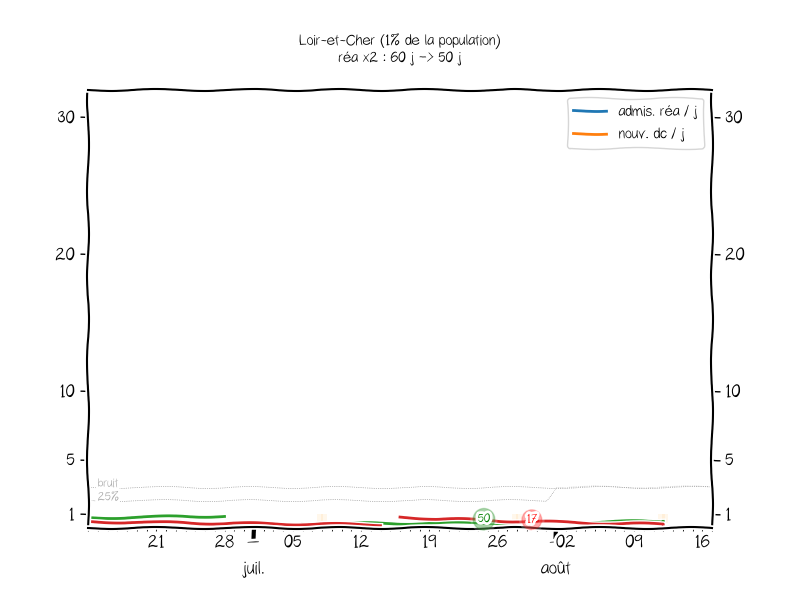 Loir-et-Cher (1% de la population)
réa x2 : 60 j -> 50 j
admis. réa / j
nouv. dc / j
30
30
20
20
10
10
5
5
bruit
25%
1
50
17
1
21 28 05 12 19 26 02 09 16
juil. août